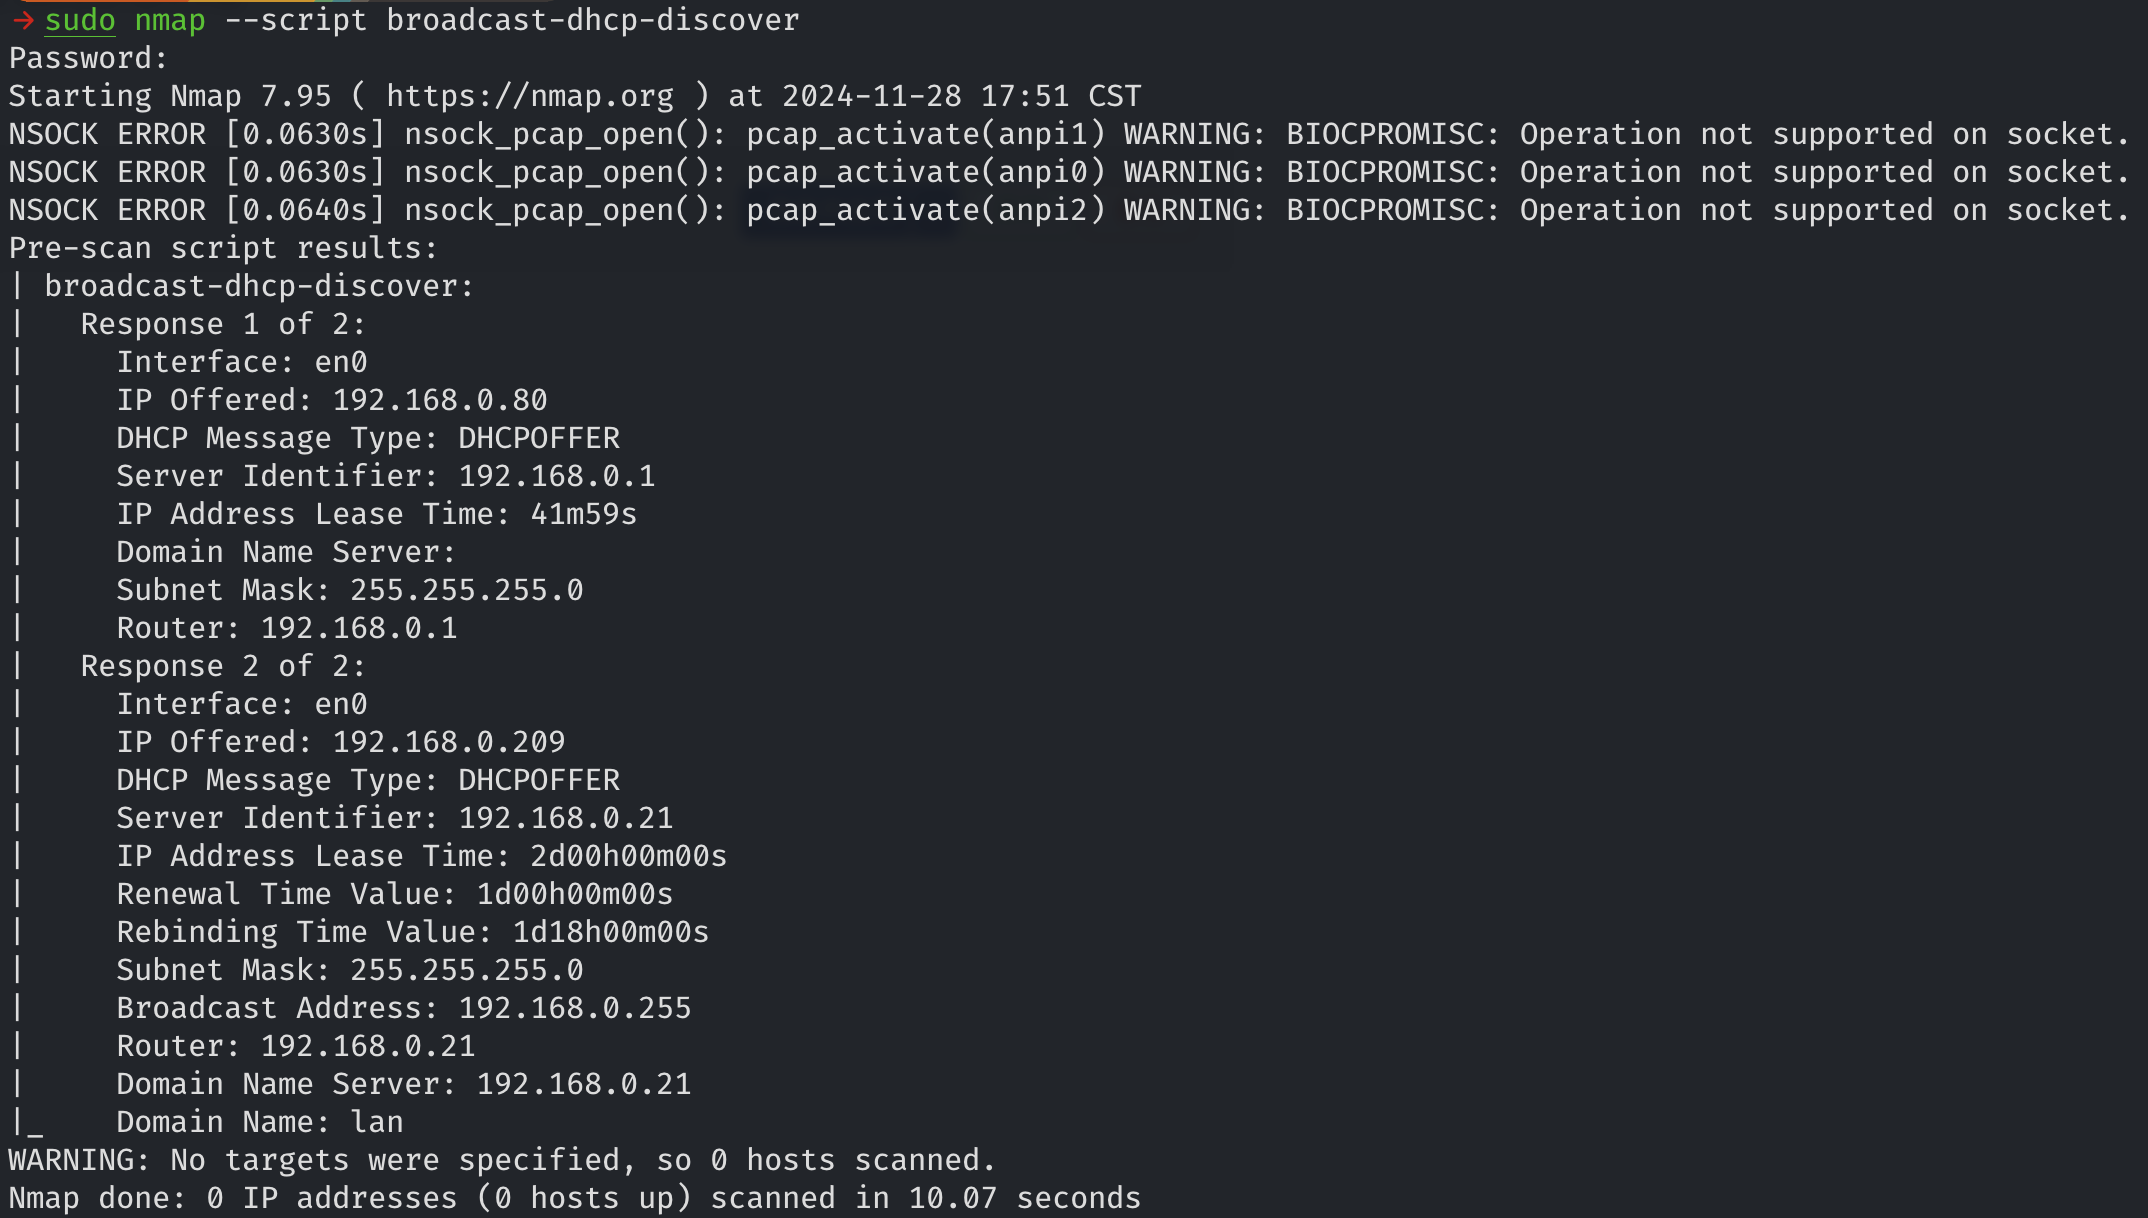 → sudo nmap --script broadcast-dhcp-discover
Password:
Starting Nmap 7.95 ( https://nmap.org ) at 2024-11-28 17:51 CST
NSOCK ERROR [0.0630s] nsock_pcap_open(): pcap_activate(anpi1) WARNING: BIOCPROMISC: Operation not supported on socket.
NSOCK ERROR [0.0630s] nsock_pcap_open(): pcap_activate(anpi0) WARNING: BIOCPROMISC: Operation not supported on socket.
NSOCK ERROR [0.0640s] nsock_pcap_open(): pcap_activate(anpi2) WARNING: BIOCPROMISC: Operation not supported on socket.
Pre-scan script results:
| broadcast-dhcp-discover:
|   Response 1 of 2:
|     Interface: en0
|     IP Offered: 192.168.0.80
|     DHCP Message Type: DHCPOFFER
|     Server Identifier: 192.168.0.1
|     IP Address Lease Time: 41m59s
|     Domain Name Server:
|     Subnet Mask: 255.255.255.0
|     Router: 192.168.0.1
|   Response 2 of 2:
|     Interface: en0
|     IP Offered: 192.168.0.209
|     DHCP Message Type: DHCPOFFER
|     Server Identifier: 192.168.0.21
|     IP Address Lease Time: 2d00h00m00s
|     Renewal Time Value: 1d00h00m00s
|     Rebinding Time Value: 1d18h00m00s
|     Subnet Mask: 255.255.255.0
|     Broadcast Address: 192.168.0.255
|     Router: 192.168.0.21
|     Domain Name Server: 192.168.0.21
|_    Domain Name: lan
WARNING: No targets were specified, so 0 hosts scanned.
Nmap done: 0 IP addresses (0 hosts up) scanned in 10.07 seconds